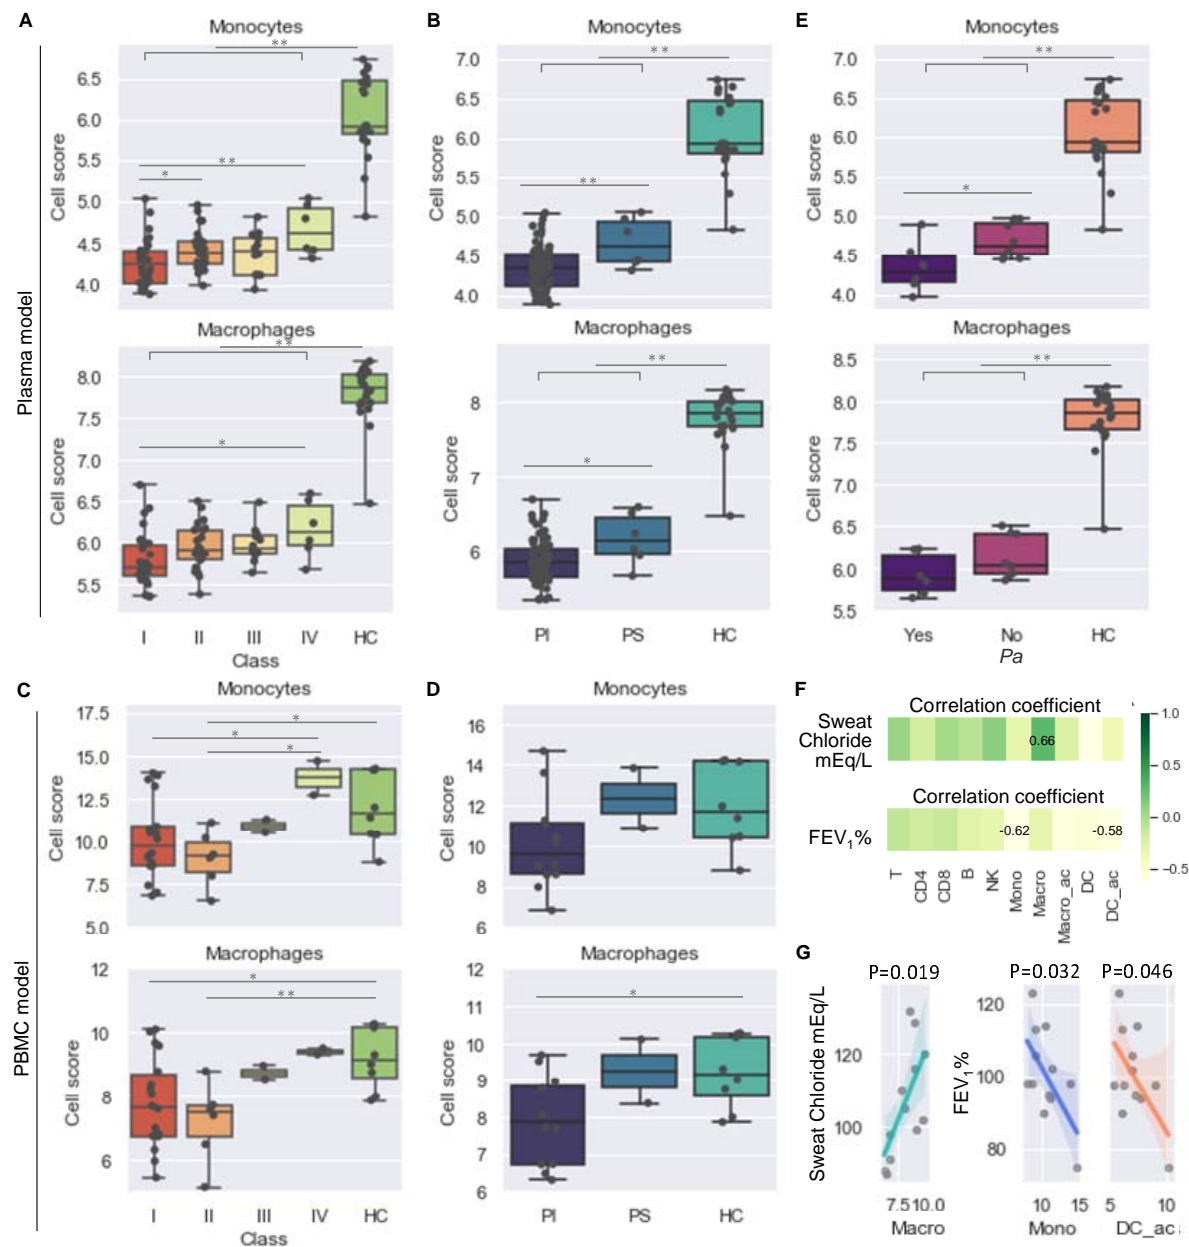 A
Monocytes
**
6.5
6.0
5.5
5.0
4.5
4.0
Cell score
**
*
Macrophages
**
8.0
7.5
7.0
6.5
6.0
5.5
Cell score
*
I II III IV HC
Class
Plasma model
B
Monocytes
**
7.0
6.5
6.0
5.5
5.0
4.5
4.0
Cell score
**
Macrophages
**
8
7
6
Cell score
*
PI PS HC
E
Monocytes
**
7.0
6.5
6.0
5.5
5.0
4.5
4.0
Cell score
*
Macrophages
**
8.5
8.0
7.5
7.0
6.5
6.0
5.5
Cell score
Yes No HC
Pa
C
Monocytes
17.5
15.0
12.5
10.0
7.5
5.0
Cell score
*
*
*
Macrophages
12
10
8
6
Cell score
*
**
I II III IV HC
Class
PBMC model
D
Monocytes
16
14
12
10
8
6
Cell score
Macrophages
12
11
10
9
8
7
6
Cell score
*
PI PS HC
F
Correlation coefficient
Sweat
Chloride
mEq/L
0.66
Correlation coefficient
FEV1%
-0.62 -0.58
T CD4 CD8 B NK Mono Macro Macro_ac DC DC_ac
1.0
0.5
0.0
-0.5
G
P=0.019 P=0.032 P=0.046
Sweat Chloride mEq/L
120
100
7.5 10.0
Macro
FEV1%
120
100
80
10 15
Mono
5 10
DC_ac